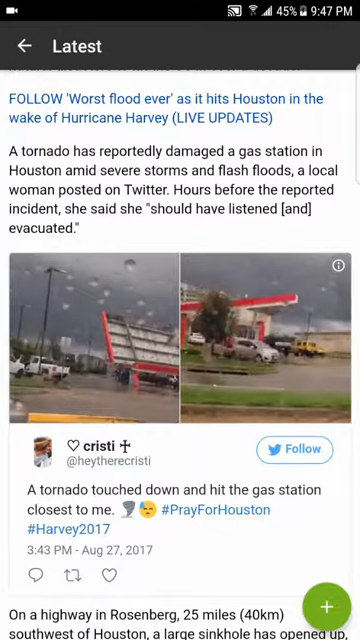 45% 9:47 PM
Latest
FOLLOW 'Worst flood ever' as it hits Houston in the
wake of Hurricane Harvey (LIVE UPDATES)
A tornado has reportedly damaged a gas station in
Houston amid severe storms and flash floods, a local
woman posted on Twitter. Hours before the reported
incident, she said she "should have listened [and]
evacuated."
♡ cristi ♰
@heytherecristi
Follow
A tornado touched down and hit the gas station
closest to me. 🌪😓 #PrayForHouston
#Harvey2017
3:43 PM - Aug 27, 2017
On a highway in Rosenberg, 25 miles (40km)
southwest of Houston, a large sinkhole has opened up,